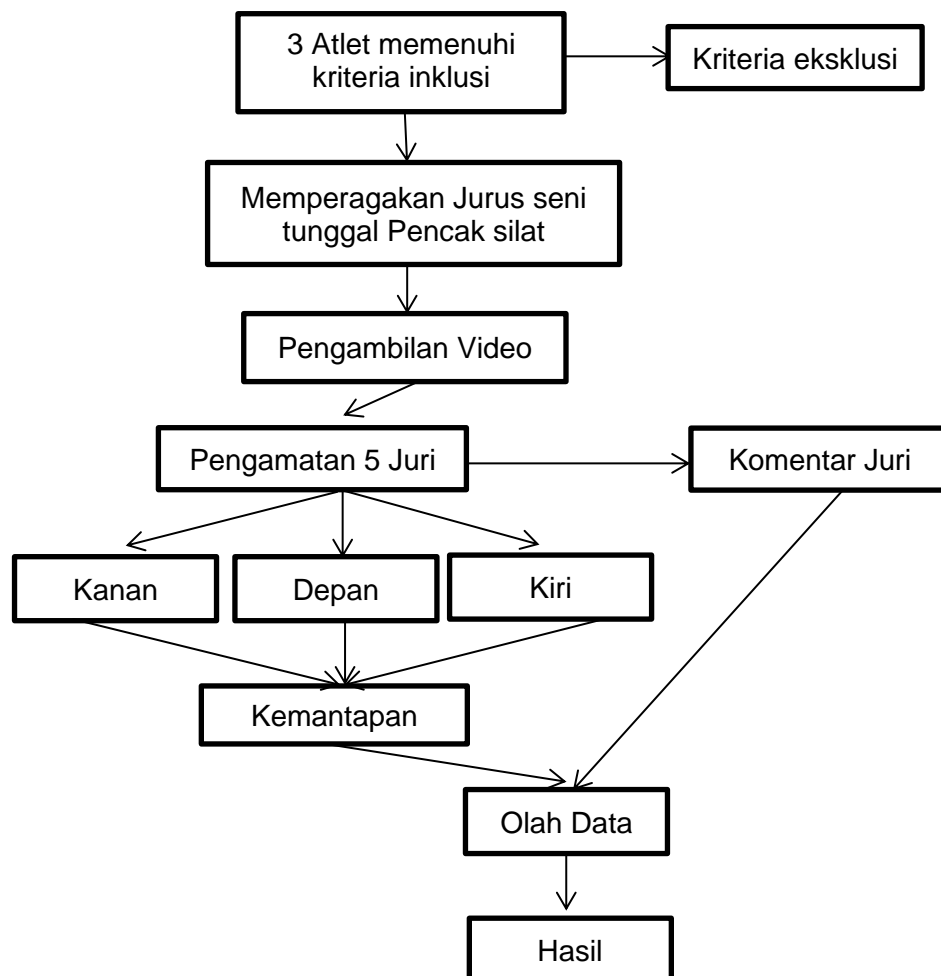 3 Atlet memenuhi
kriteria inklusi
Kriteria eksklusi
Memperagakan Jurus seni
tunggal Pencak silat
Pengambilan Video
Pengamatan 5 Juri
Komentar Juri
Kanan
Depan
Kiri
Kemantapan
Olah Data
Hasil